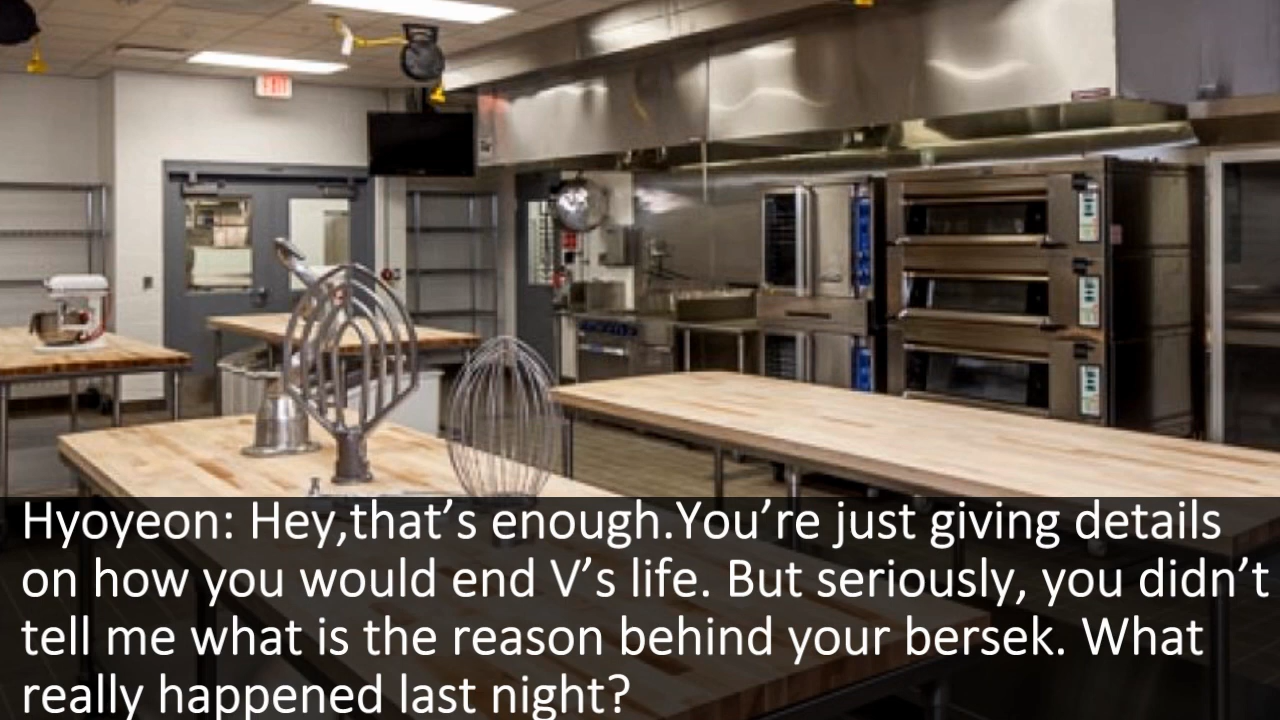 Hyoyeon: Hey,that’s enough.You’re just giving details
on how you would end V’s life. But seriously, you didn’t
tell me what is the reason behind your bersek. What
really happened last night?